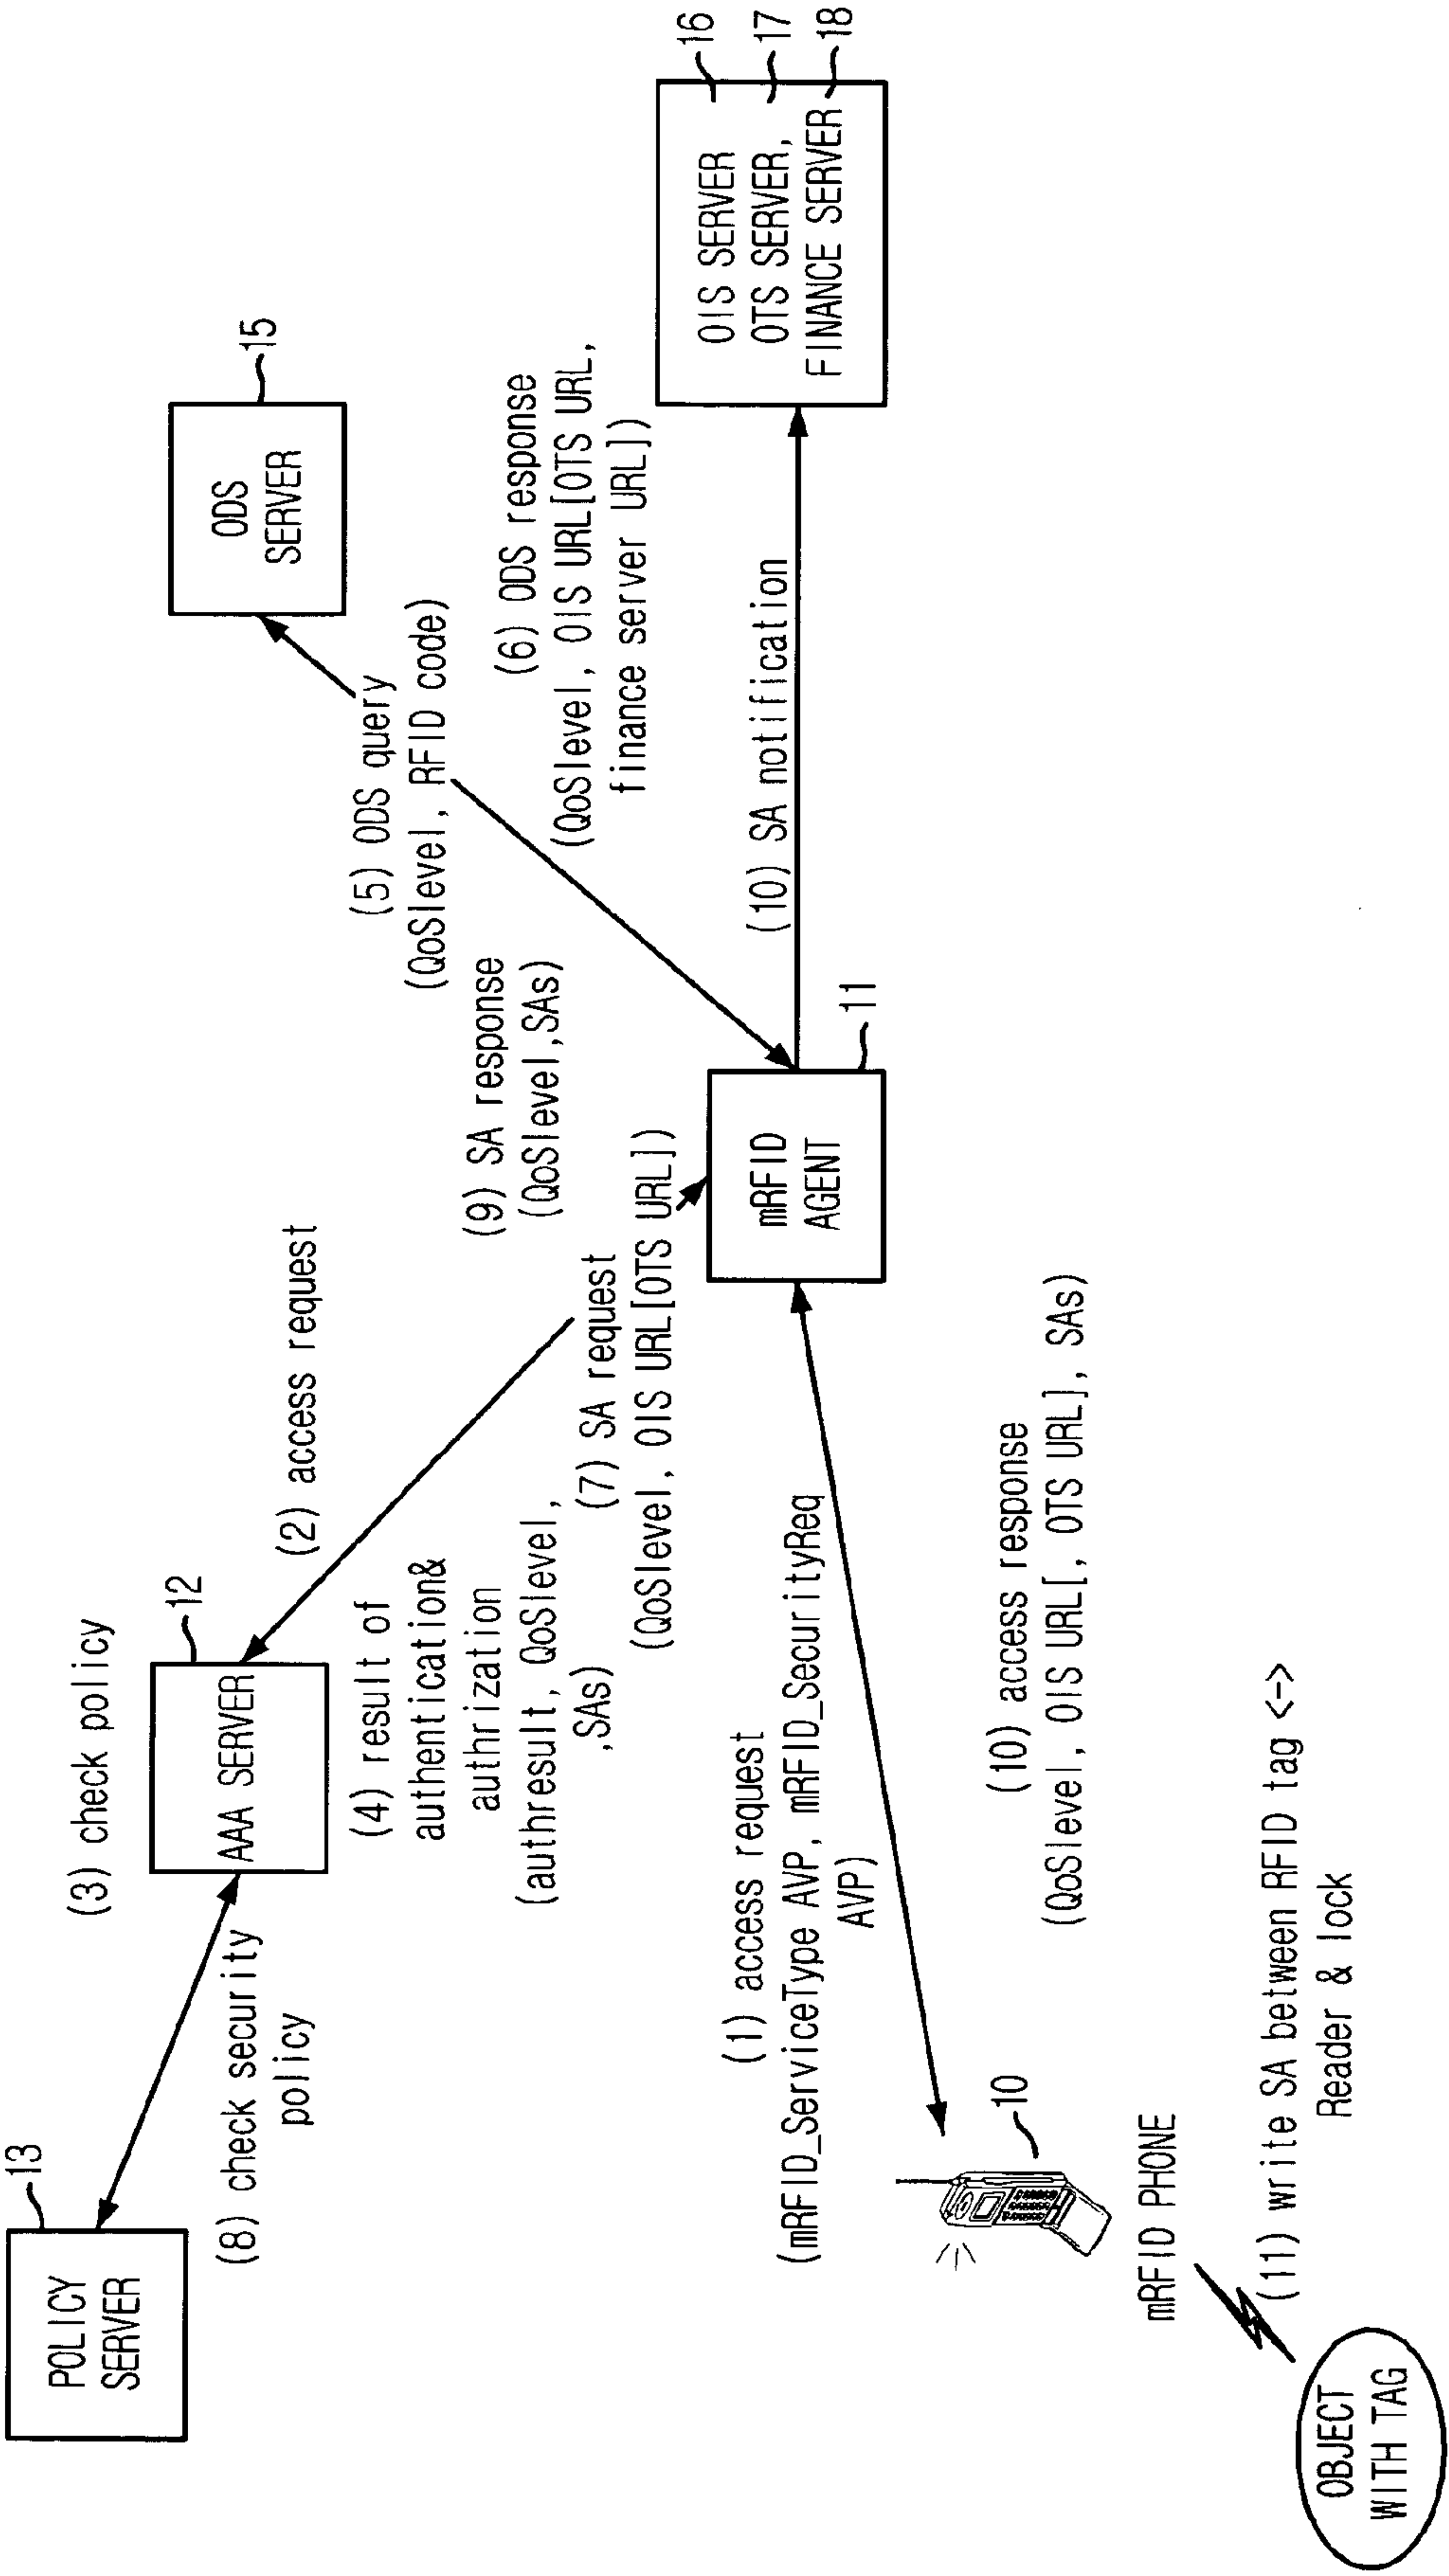 POLICY
SERVER
13
(3) check policy
(8) check security
policy
AAA SERVER
12
(2) access request
(4) result of
authentication&
authrization
(authresult, QoSlevel,
,SAs)
(7) SA request
(QoSlevel, OIS URL[OTS URL])
(9) SA response
(QoSlevel,SAs)
ODS
SERVER
15
(5) ODS query
(QoSlevel, RFID code)
(6) ODS response
(QoSlevel, OIS URL[OTS URL,
finance server URL])
OIS SERVER
16
OTS SERVER,
17
FINANCE SERVER
18
(10) SA notification
mRFID
AGENT
11
(1) access request
(mRFID_ServiceType AVP, mRFID_SecurityReq
AVP)
(10) access response
(QoSlevel, OIS URL[, OTS URL], SAs)
10
mRFID PHONE
(11) write SA between RFID tag <->
Reader & lock
OBJECT
WITH TAG